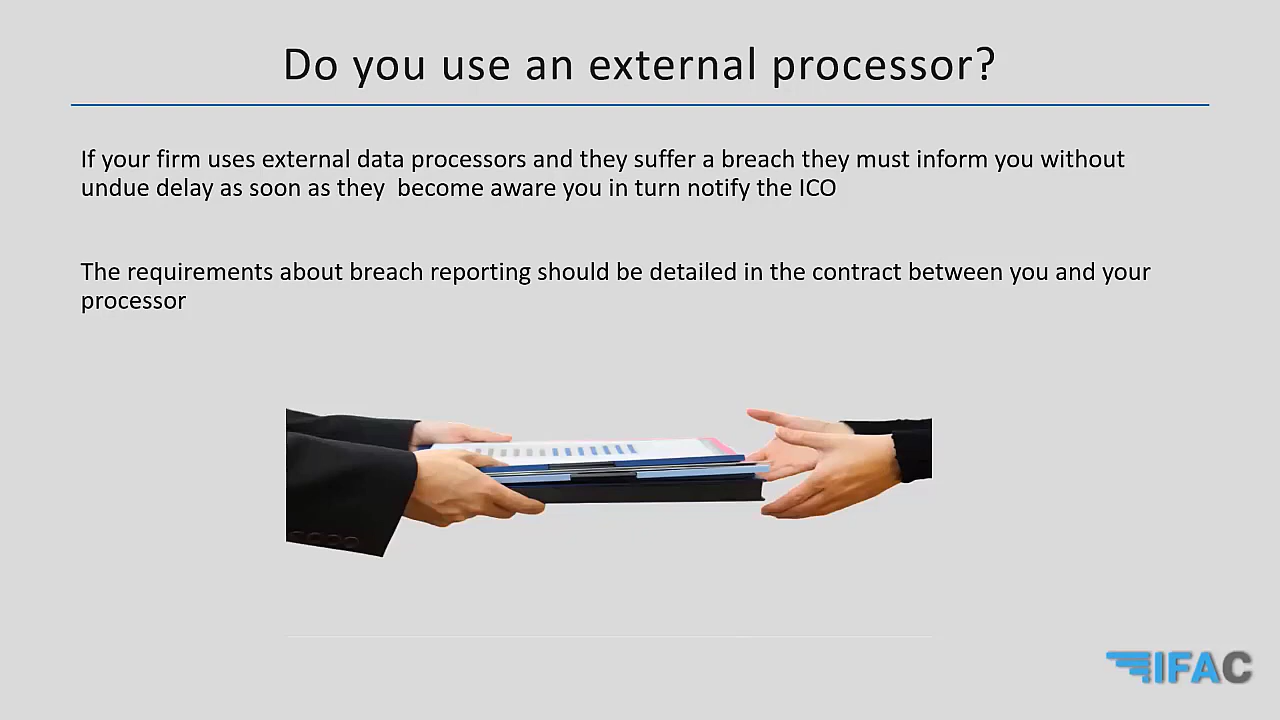 Do you use an external processor?
If your firm uses external data processors and they suffer a breach they must inform you without
undue delay as soon as they  become aware you in turn notify the ICO
The requirements about breach reporting should be detailed in the contract between you and your
processor
IFAC